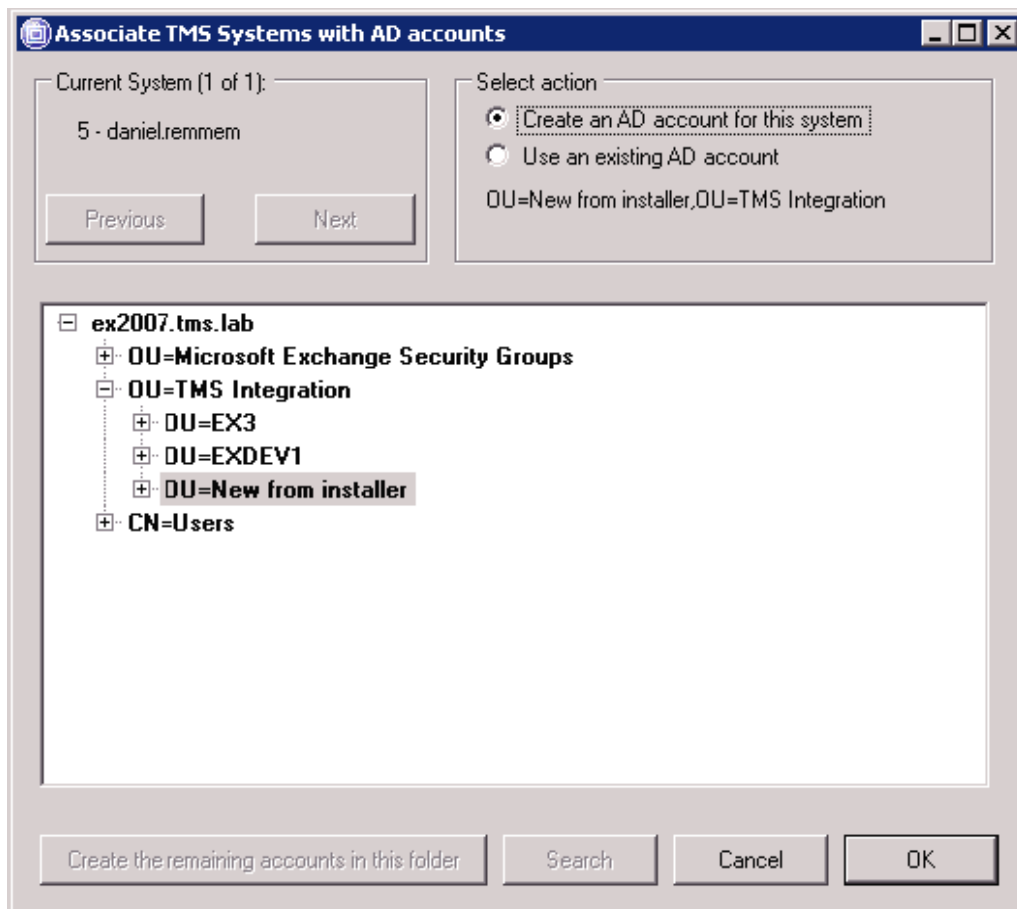 Associate TMS Systems with AD accounts
Current System (1 of 1):
5 - daniel.remmem
Previous
Next
Select action
Create an AD account for this system
Use an existing AD account
OU=New from installer,OU=TMS Integration
ex2007.tms.lab
OU=Microsoft Exchange Security Groups
OU=TMS Integration
OU=EX3
OU=EXDEV1
OU=New from installer
CN=Users
Create the remaining accounts in this folder
Search
Cancel
OK